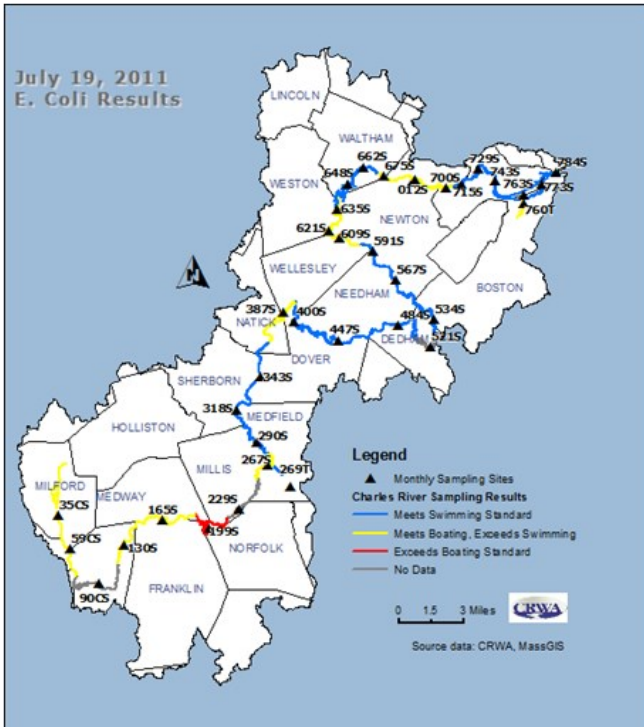 July 19, 2011
E. Coli Results
LINCOLN
WALTHAM
662S
675S
729S
743S
784S
648S
WESTON
012S
700S
715S
763S
773S
635S
NEWTON
760T
621S
609S
591S
WELLESLEY
567S
BOSTON
N
NEEDHAM
387S
400S
534S
NATICK
484S
447S
DEDHAM
521S
DOVER
SHERBORN
343S
318S
MEDFIELD
HOLLISTON
290S
MILLIS
267S
269T
MILFORD
MEDWAY
35CS
165S
229S
199S
59CS
130S
NORFOLK
90CS
FRANKLIN
Legend
Monthly Sampling Sites
Charles River Sampling Results
Meets Swimming Standard
Meets Boating, Exceeds Swimming
Exceeds Boating Standard
No Data
0 1.5 3 Miles
CRWA
Source data: CRWA, MassGIS